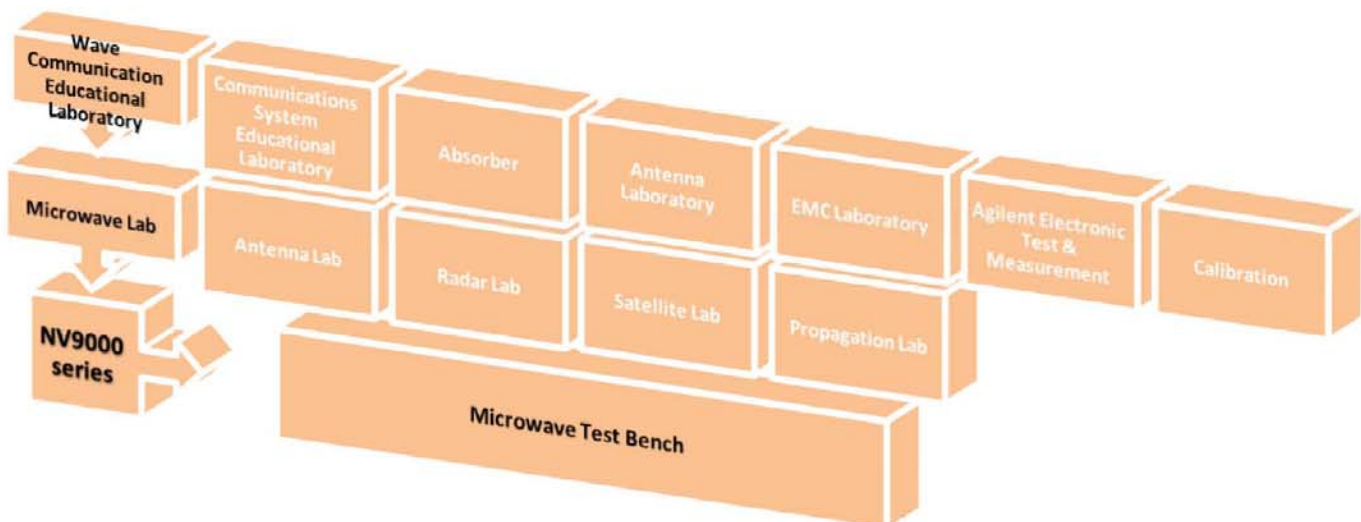 Wave
Communication
Educational
Laboratory
Communications
System
Educational
Laboratory
Absorber
Antenna
Laboratory
EMC Laboratory
Agilent Electronic
Test &
Measurement
Calibration
Microwave Lab
Antenna Lab
Radar Lab
Satellite Lab
Propagation Lab
NV9000
series
Microwave Test Bench